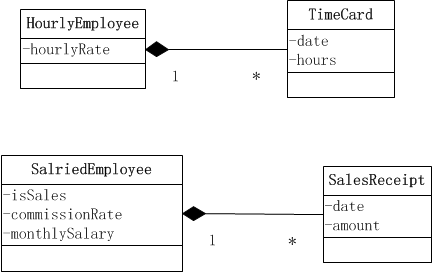 HourlyEmployee
-hourlyRate
TimeCard
-date
-hours
1
*
SalriedEmployee
-isSales
-commissionRate
-monthlySalary
SalesReceipt
-date
-amount
1
*